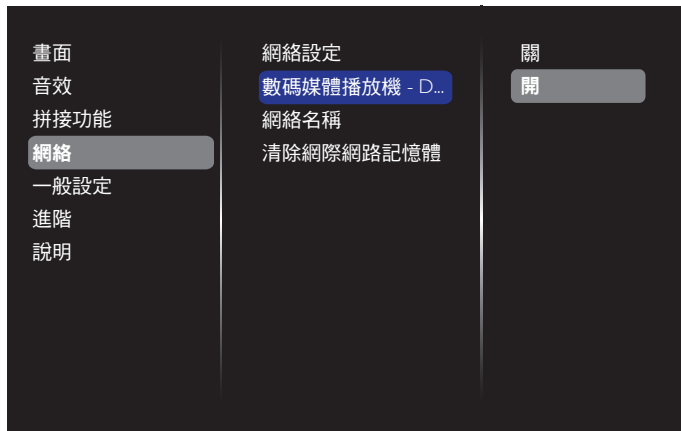 畫面
音效
拼接功能
網絡
一般設定
進階
說明
網絡設定
數碼媒體播放機 - D...
網絡名稱
清除網際網路記憶體
關
開